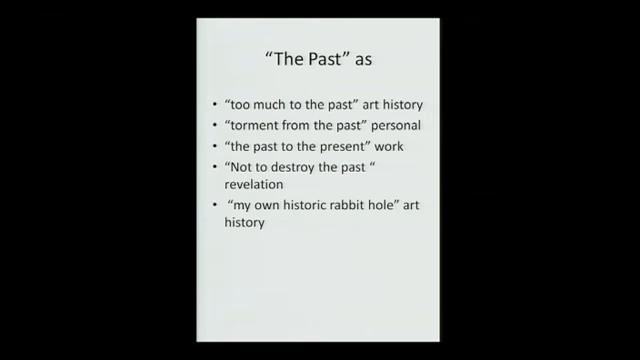 “The Past” as
• “too much to the past” art history
• “torment from the past” personal
• “the past to the present” work
• “Not to destroy the past “
revelation
• “my own historic rabbit hole” art
history